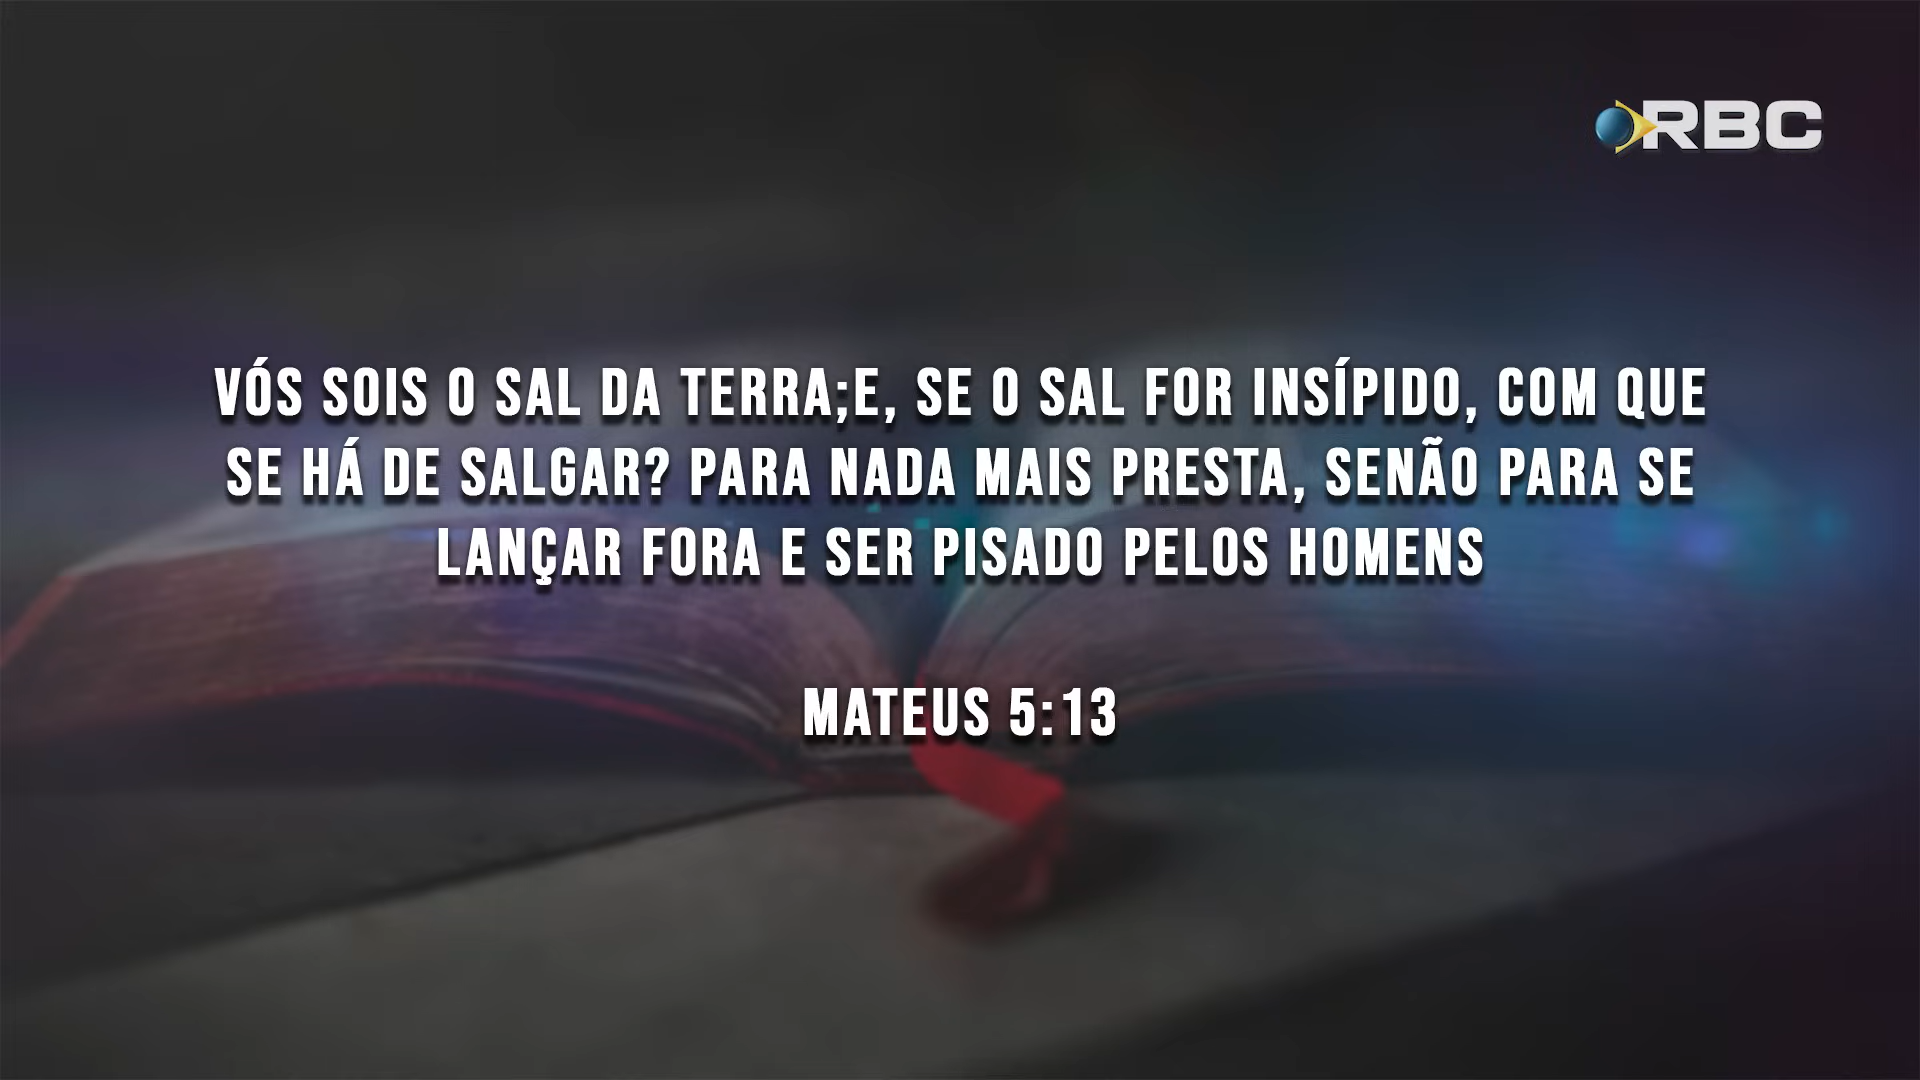 RBC
VÓS SOIS O SAL DA TERRA;E, SE O SAL FOR INSÍPIDO, COM QUE
SE HÁ DE SALGAR? PARA NADA MAIS PRESTA, SENÃO PARA SE
LANÇAR FORA E SER PISADO PELOS HOMENS
MATEUS 5:13